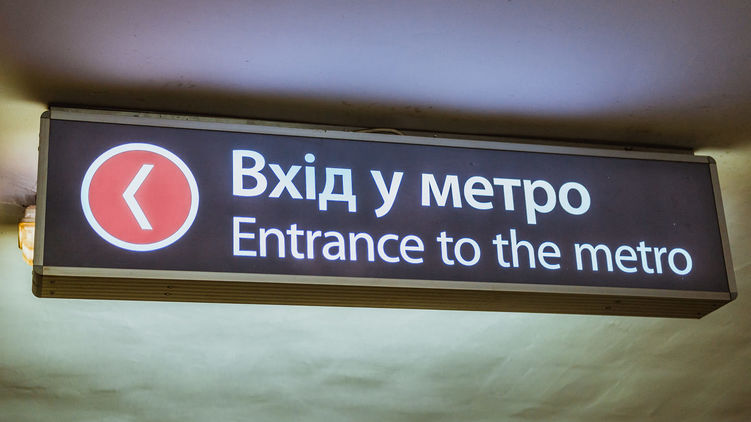 Вхід у метро
Entrance to the metro